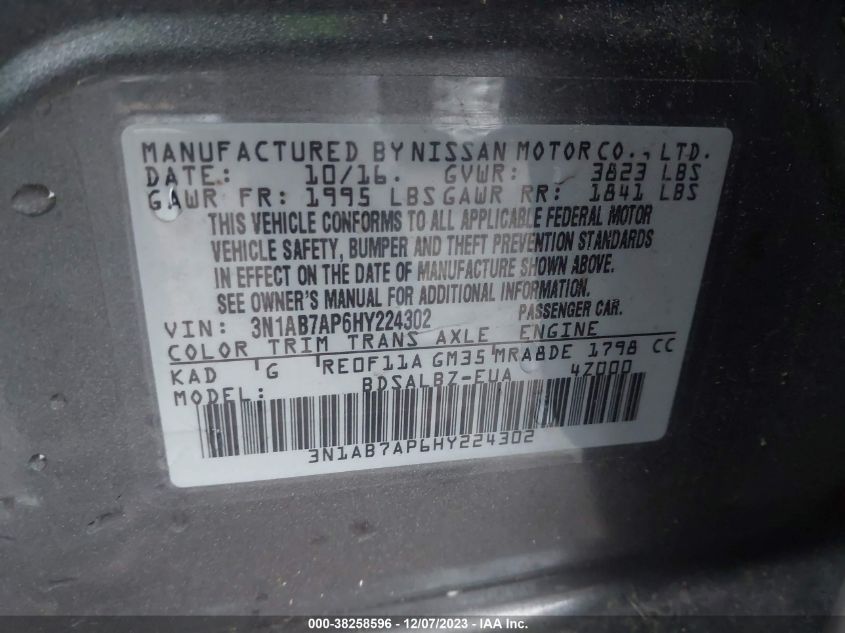 MANUFACTURED BY NISSAN MOTOR CO., LTD.
DATE: 10/16. GVWR: 3823 LBS
GAWR FR: 1995 LBS GAWR RR: 1841 LBS
THIS VEHICLE CONFORMS TO ALL APPLICABLE FEDERAL MOTOR
VEHICLE SAFETY, BUMPER AND THEFT PREVENTION STANDARDS
IN EFFECT ON THE DATE OF MANUFACTURE SHOWN ABOVE.
SEE OWNER'S MANUAL FOR ADDITIONAL INFORMATION.
VIN: 3N1AB7AP6HY224302 PASSENGER CAR.
COLOR TRIM TRANS AXLE ENGINE
KAD G RE0F11A GM35 MRA8DE 1798 CC
MODEL: BDSALBZ-EUA 4Z000
3N1AB7AP6HY224302
000-38258596 - 12/07/2023 - IAA Inc.